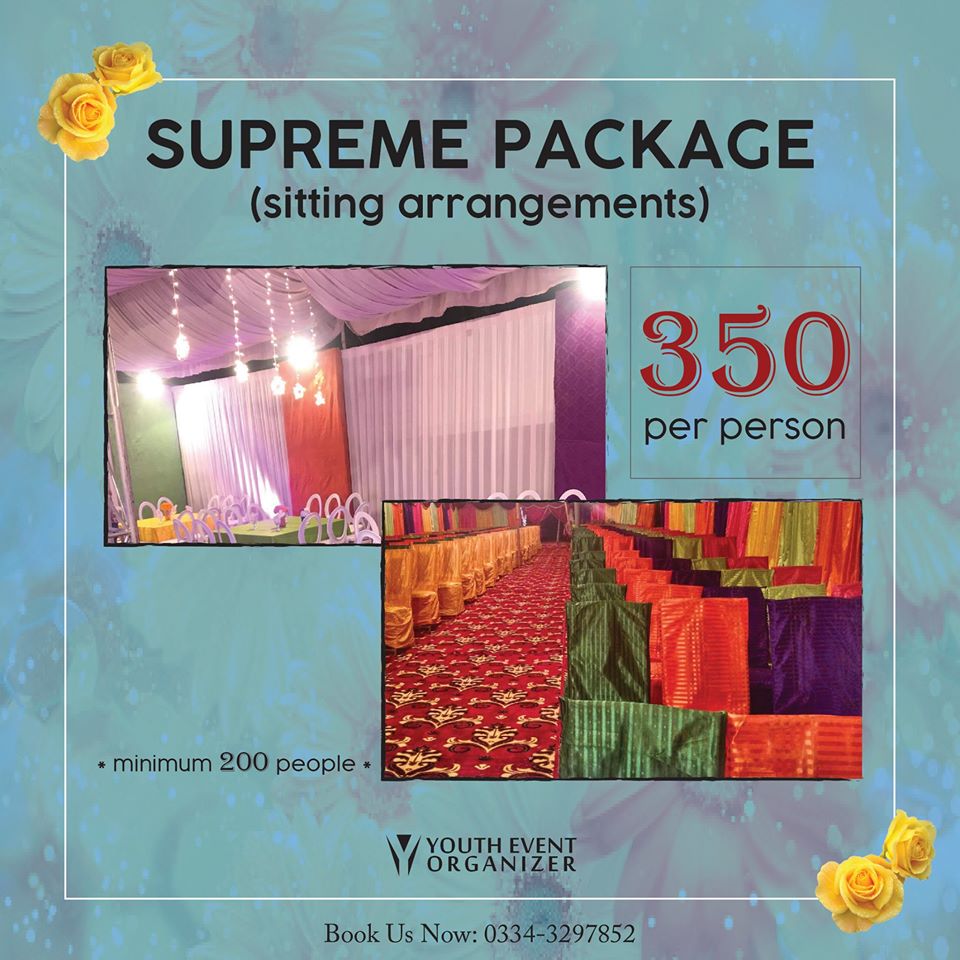 SUPREME PACKAGE
(sitting arrangements)
350
per person
* minimum 200 people *
YOUTH EVENT
ORGANIZER
Book Us Now: 0334-3297852